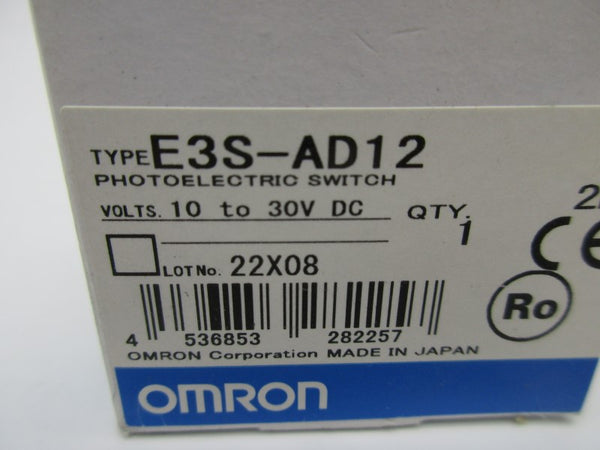 TYPE E3S-AD12
PHOTOELECTRIC SWITCH
VOLTS. 10 to 30V DC QTY.
1
LOT No. 22X08
CE
Ro
4 536853 282257
OMRON Corporation MADE IN JAPAN
OMRON